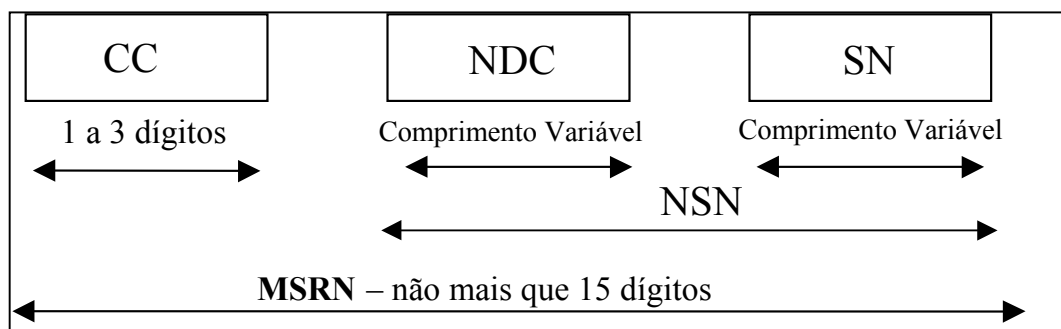 CC NDC SN
1 a 3 dígitos Comprimento Variável Comprimento Variável
NSN
MSRN – não mais que 15 dígitos